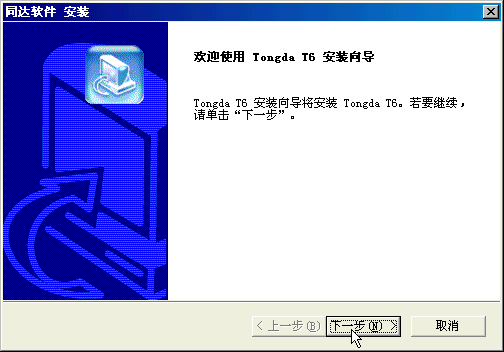 同达软件 安装
欢迎使用 Tongda T6 安装向导
Tongda T6 安装向导将安装 Tongda T6。若要继续，
请单击“下一步”。
< 上一步(B) 下一步(N) > 取消